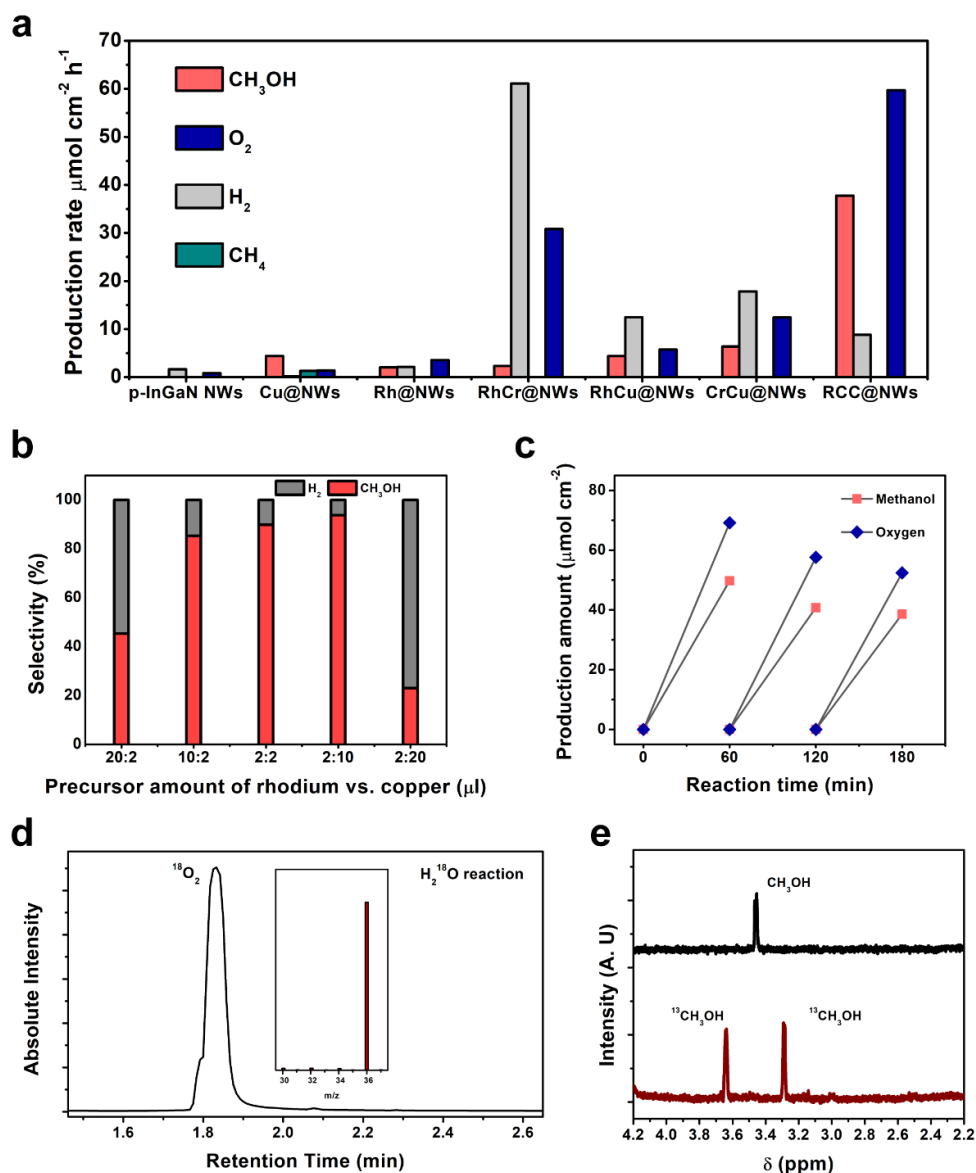 a
Production rate μmol cm⁻² h⁻¹
70
60
50
40
30
20
10
0
CH₃OH
O₂
H₂
CH₄
p-InGaN NWs Cu@NWs Rh@NWs RhCr@NWs RhCu@NWs CrCu@NWs RCC@NWs
b
Selectivity (%)
100
80
60
40
20
0
H₂ CH₃OH
20:2 10:2 2:2 2:10 2:20
Precursor amount of rhodium vs. copper (μl)
c
Production amount (μmol cm⁻²)
80
60
40
20
0
Methanol
Oxygen
0 60 120 180
Reaction time (min)
d
Absolute Intensity
¹⁸O₂
H₂¹⁸O reaction
30 32 34 36
m/z
1.6 1.8 2.0 2.2 2.4 2.6
Retention Time (min)
e
Intensity (A. U)
CH₃OH
¹³CH₃OH ¹³CH₃OH
4.2 4.0 3.8 3.6 3.4 3.2 3.0 2.8 2.6 2.4 2.2
δ (ppm)